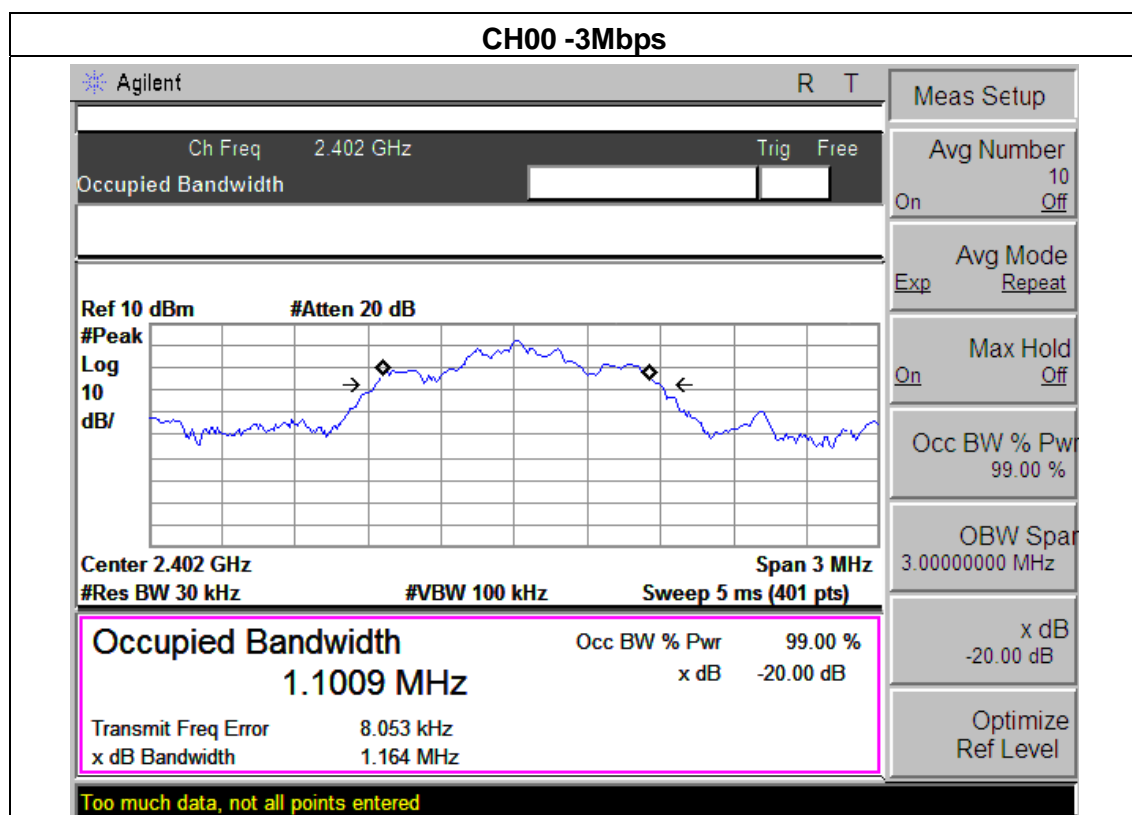 CH00 -3Mbps
Agilent R T
Ch Freq 2.402 GHz Trig Free
Occupied Bandwidth
Ref 10 dBm #Atten 20 dB
#Peak
Log
10
dB/
Center 2.402 GHz Span 3 MHz
#Res BW 30 kHz #VBW 100 kHz Sweep 5 ms (401 pts)
Occupied Bandwidth Occ BW % Pwr 99.00 %
1.1009 MHz x dB -20.00 dB
Transmit Freq Error 8.053 kHz
x dB Bandwidth 1.164 MHz
Too much data, not all points entered
Meas Setup
Avg Number
10
On Off
Avg Mode
Exp Repeat
Max Hold
On Off
Occ BW % Pwr
99.00 %
OBW Span
3.00000000 MHz
x dB
-20.00 dB
Optimize
Ref Level